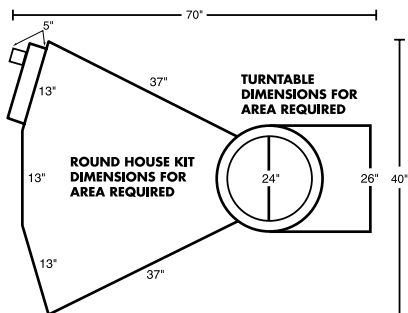 70"
5"
13"
37"
TURNTABLE
DIMENSIONS FOR
AREA REQUIRED
ROUND HOUSE KIT
DIMENSIONS FOR
AREA REQUIRED
13"
24"
26"
40"
13"
37"